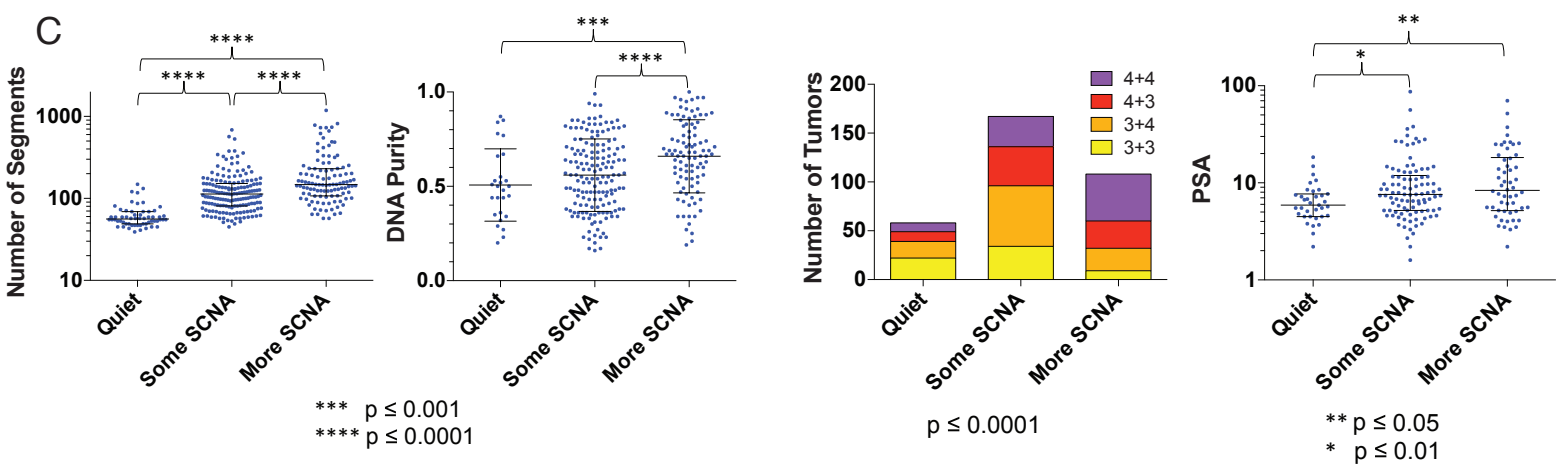 C
****
****
****
Number of Segments
1000
100
10
Quiet
Some SCNA
More SCNA
***
****
DNA Purity
1.0
0.5
0.0
Quiet
Some SCNA
More SCNA
*** p ≤ 0.001
**** p ≤ 0.0001
Number of Tumors
200
150
100
50
0
4+4
4+3
3+4
3+3
Quiet
Some SCNA
More SCNA
p ≤ 0.0001
**
*
PSA
100
10
1
Quiet
Some SCNA
More SCNA
** p ≤ 0.05
* p ≤ 0.01